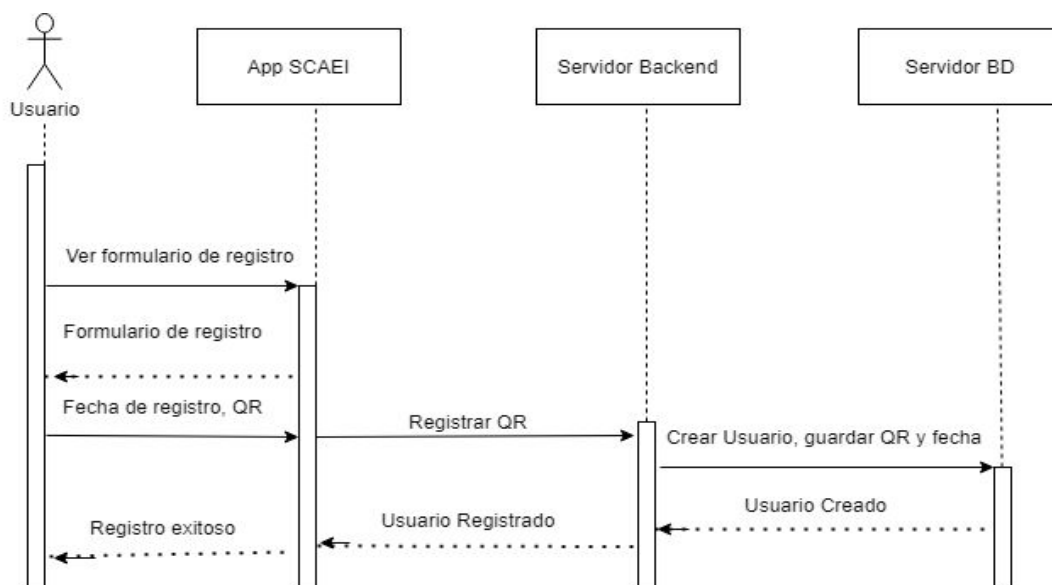 Usuario
App SCAEI
Servidor Backend
Servidor BD
Ver formulario de registro
Formulario de registro
Fecha de registro, QR
Registrar QR
Crear Usuario, guardar QR y fecha
Usuario Creado
Usuario Registrado
Registro exitoso